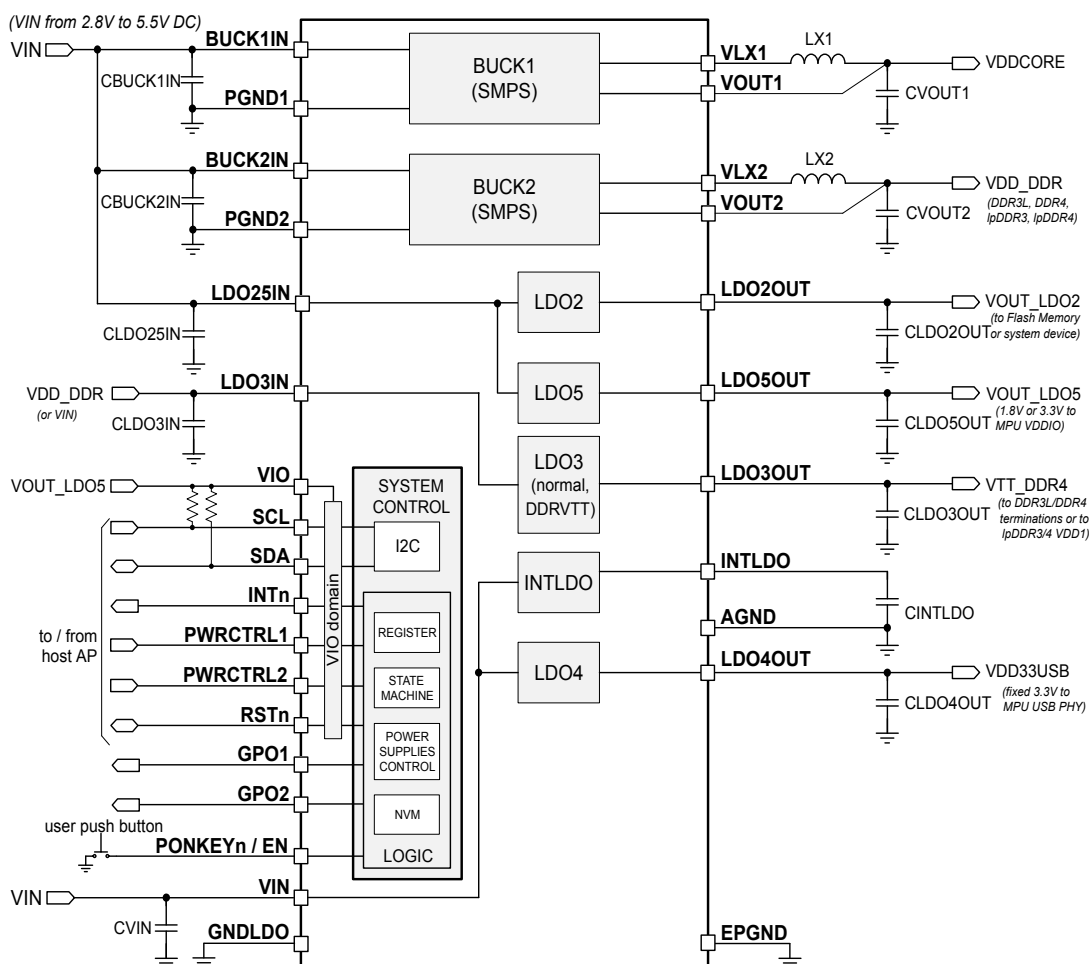 (VIN from 2.8V to 5.5V DC)
VIN
BUCK1IN
CBUCK1IN
PGND1
BUCK1
(SMPS)
VLX1
LX1
VOUT1
VDDCORE
CVOUT1
BUCK2IN
CBUCK2IN
PGND2
BUCK2
(SMPS)
VLX2
LX2
VOUT2
VDD_DDR
(DDR3L, DDR4,
lpDDR3, lpDDR4)
CVOUT2
LDO25IN
CLDO25IN
LDO2
LDO2OUT
VOUT_LDO2
(to Flash Memory
or system device)
CLDO2OUT
VDD_DDR
(or VIN)
LDO3IN
CLDO3IN
LDO5
LDO5OUT
VOUT_LDO5
(1.8V or 3.3V to
MPU VDDIO
CLDO5OUT
LDO3
(normal,
DDRVTT)
LDO3OUT
VTT_DDR4
(to DDR3L/DDR4
terminations or to
lpDDR3/4 VDD1)
CLDO3OUT
VOUT_LDO5
VIO
SCL
SDA
INTn
PWRCTRL1
PWRCTRL2
RSTn
GPO1
GPO2
to / from
host AP
VIO domain
SYSTEM
CONTROL
I2C
REGISTER
STATE
MACHINE
POWER
SUPPLIES
CONTROL
NVM
LOGIC
INTLDO
INTLDO
CINTLDO
AGND
LDO4
LDO4OUT
VDD33USB
(fixed 3.3V to
MPU USB PHY)
CLDO4OUT
user push button
PONKEYn / EN
VIN
VIN
CVIN
GNDLDO
EPGND